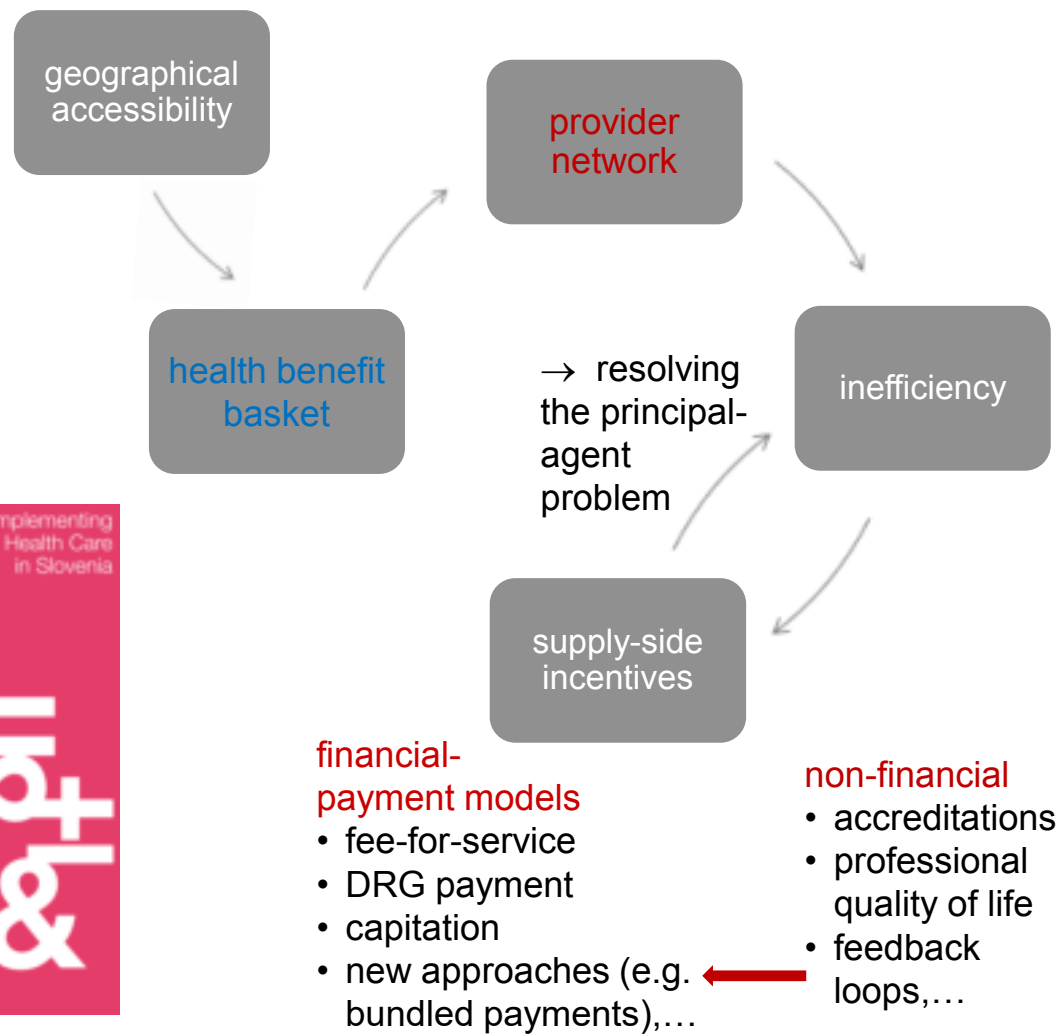 geographical
accessibility
provider
network
health benefit
basket
→ resolving
the principal-
agent
problem
inefficiency
mplementing
Health Care
in Slovenia
supply-side
incentives
financial-
payment models
• fee-for-service
• DRG payment
• capitation
• new approaches (e.g.
bundled payments),…
non-financial
• accreditations
• professional
quality of life
• feedback
loops,…
&